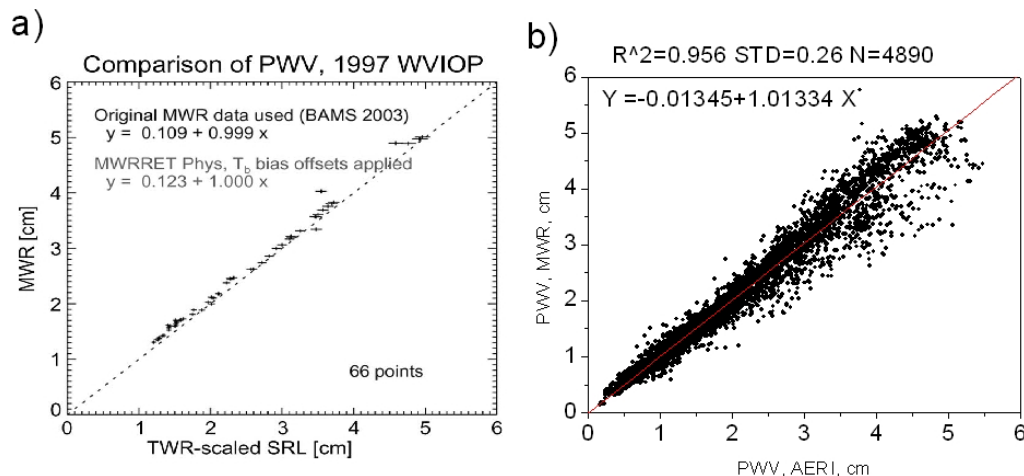 a)
Comparison of PWV, 1997 WVIOP
Original MWR data used (BAMS 2003)
y = 0.109 + 0.999 x
MWRRET Phys, Tb bias offsets applied
y = 0.123 + 1.000 x
66 points
MWR [cm]
6
5
4
3
2
1
0
0 1 2 3 4 5 6
TWR-scaled SRL [cm]
b)
R^2=0.956 STD=0.26 N=4890
Y =-0.01345+1.01334 X
PWV, MWR, cm
6
5
4
3
2
1
0
0 1 2 3 4 5 6
PWV, AERI, cm